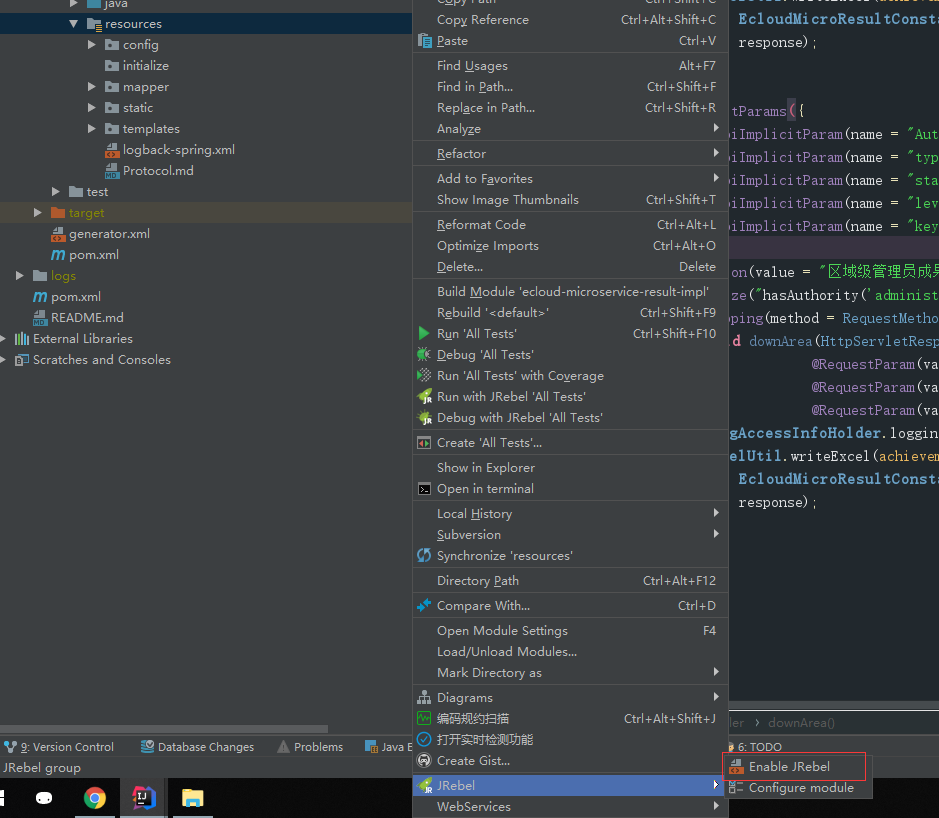 java
resources
config
initialize
mapper
static
templates
logback-spring.xml
Protocol.md
test
target
generator.xml
pom.xml
logs
pom.xml
README.md
External Libraries
Scratches and Consoles
Copy Path Ctrl+Shift+C
Copy Reference Ctrl+Alt+Shift+C
Paste Ctrl+V
Find Usages Alt+F7
Find in Path... Ctrl+Shift+F
Replace in Path... Ctrl+Shift+R
Analyze
Refactor
Add to Favorites
Show Image Thumbnails Ctrl+Shift+T
Reformat Code Ctrl+Alt+L
Optimize Imports Ctrl+Alt+O
Delete... Delete
Build Module 'ecloud-microservice-result-impl'
Rebuild '<default>' Ctrl+Shift+F9
Run 'All Tests' Ctrl+Shift+F10
Debug 'All Tests'
Run 'All Tests' with Coverage
Run with JRebel 'All Tests'
Debug with JRebel 'All Tests'
Create 'All Tests'...
Show in Explorer
Open in terminal
Local History
Subversion
Synchronize 'resources'
Directory Path Ctrl+Alt+F12
Compare With... Ctrl+D
Open Module Settings F4
Load/Unload Modules...
Mark Directory as
Diagrams
编码规约扫描 Ctrl+Alt+Shift+J
打开实时检测功能
Create Gist...
JRebel
WebServices
Enable JRebel
Configure module
EcloudMicroResultConsta
response);
tParams({
iImplicitParam(name = "Aut
iImplicitParam(name = "typ
iImplicitParam(name = "sta
iImplicitParam(name = "lev
iImplicitParam(name = "key
on(value = "区域级管理员成果
ze("hasAuthority('administ
ping(method = RequestMetho
d downArea(HttpServletResp
@RequestParam(va
@RequestParam(va
@RequestParam(va
gAccessInfoHolder.loggin
elUtil.writeExcel(achievem
EcloudMicroResultConsta
response);
ler › downArea()
9: Version Control
Database Changes
Problems
Java E
6: TODO
JRebel group